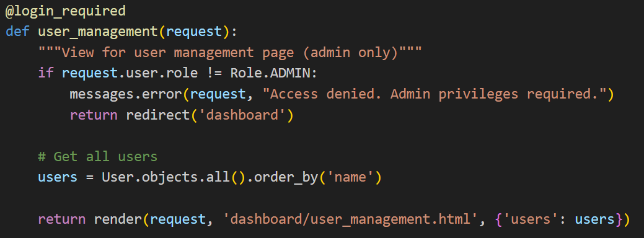 @login_required
def user_management(request):
    """View for user management page (admin only)"""
    if request.user.role != Role.ADMIN:
        messages.error(request, "Access denied. Admin privileges required.")
        return redirect('dashboard')

    # Get all users
    users = User.objects.all().order_by('name')

    return render(request, 'dashboard/user_management.html', {'users': users})